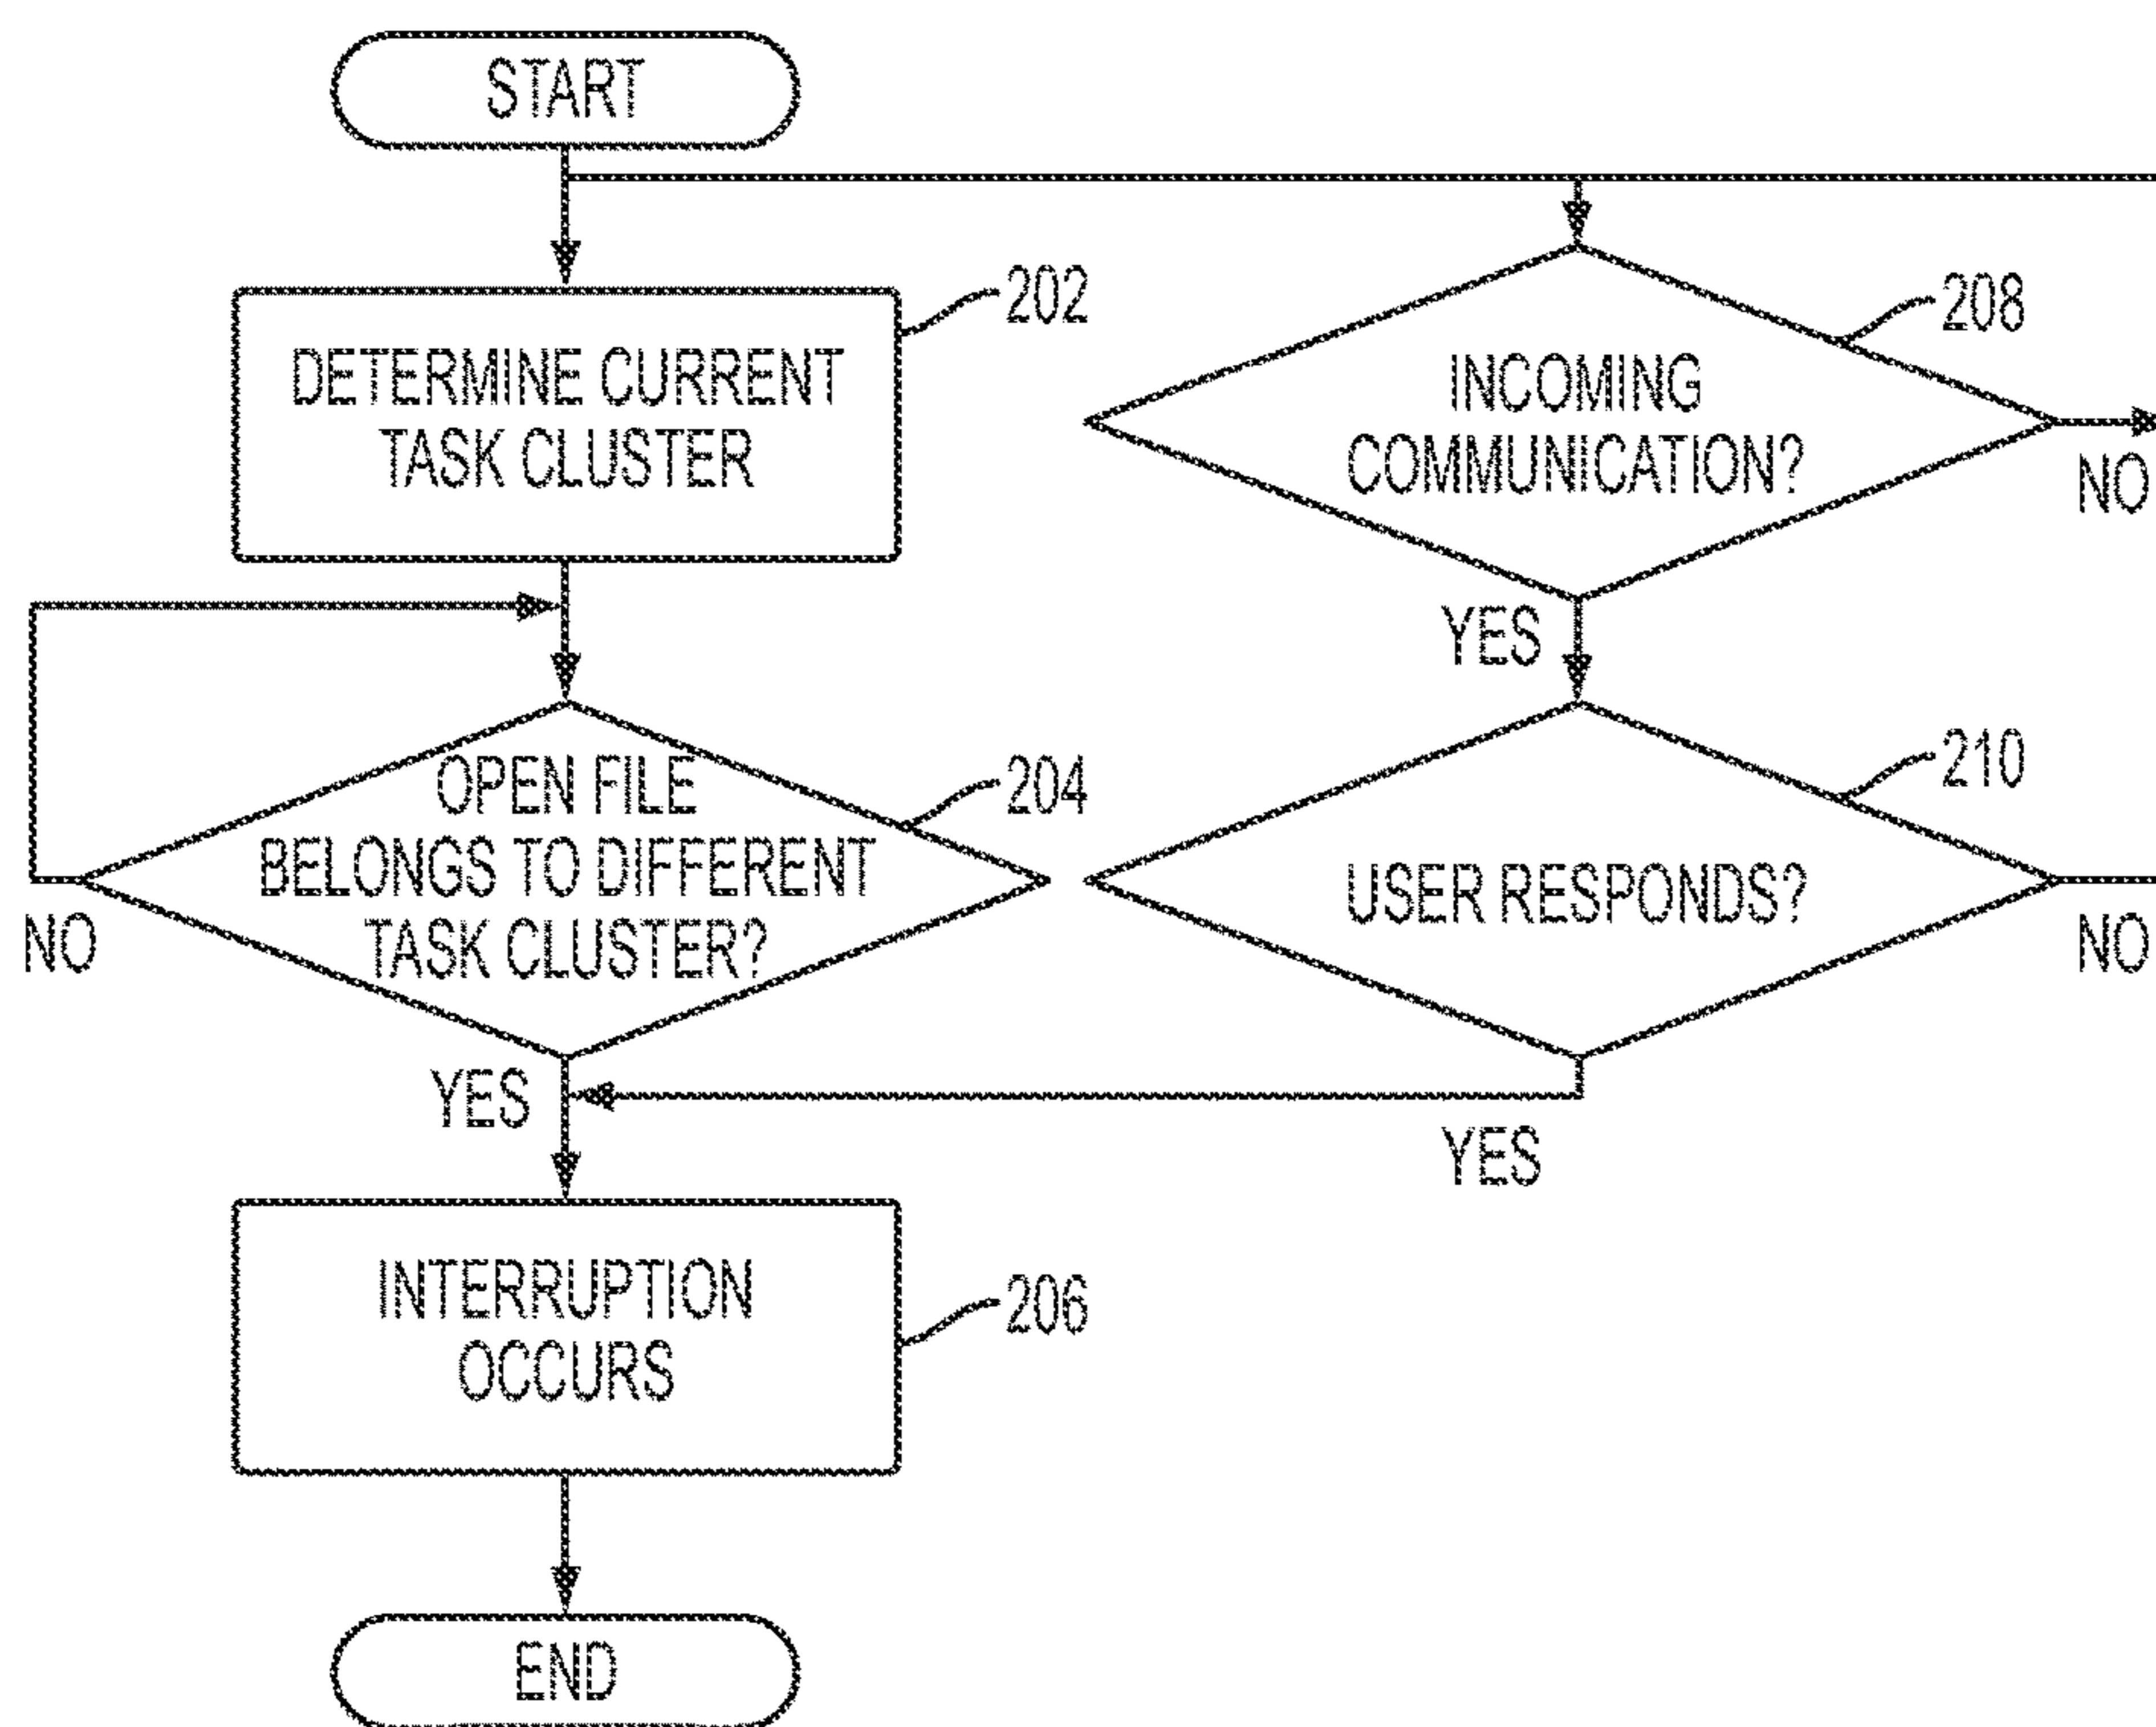 START
202
DETERMINE CURRENT
TASK CLUSTER
208
INCOMING
COMMUNICATION?
NO
YES
OPEN FILE
BELONGS TO DIFFERENT
TASK CLUSTER?
204
NO
YES
210
USER RESPONDS?
NO
YES
INTERRUPTION
OCCURS
206
END